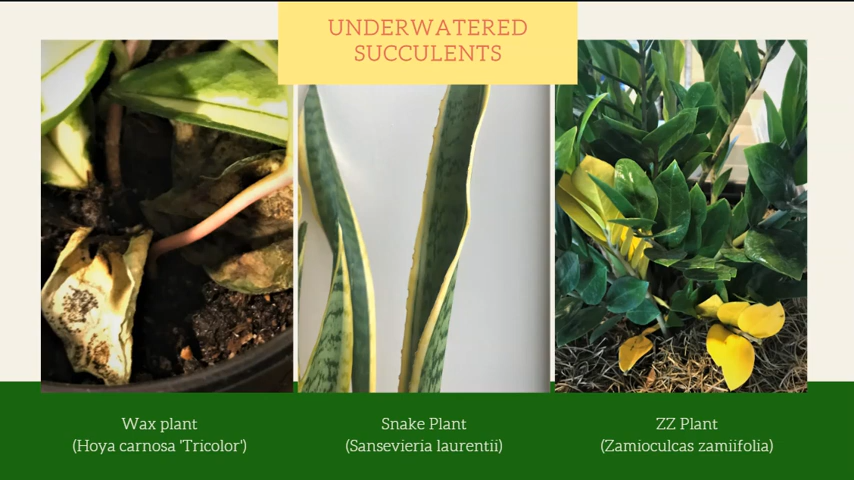 UNDERWATERED
SUCCULENTS
Wax plant
(Hoya carnosa 'Tricolor')
Snake Plant
(Sansevieria laurentii)
ZZ Plant
(Zamioculcas zamiifolia)